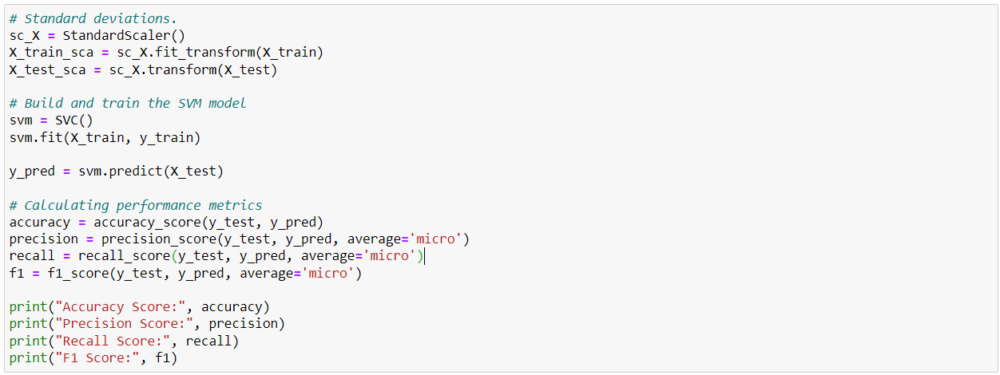 # Standard deviations.
sc_X = StandardScaler()
X_train_sca = sc_X.fit_transform(X_train)
X_test_sca = sc_X.transform(X_test)
# Build and train the SVM model
svm = SVC()
svm.fit(X_train, y_train)
y_pred = svm.predict(X_test)
# Calculating performance metrics
accuracy = accuracy_score(y_test, y_pred)
precision = precision_score(y_test, y_pred, average='micro')
recall = recall_score(y_test, y_pred, average='micro')
f1 = f1_score(y_test, y_pred, average='micro')
print("Accuracy Score:", accuracy)
print("Precision Score:", precision)
print("Recall Score:", recall)
print("F1 Score:", f1)